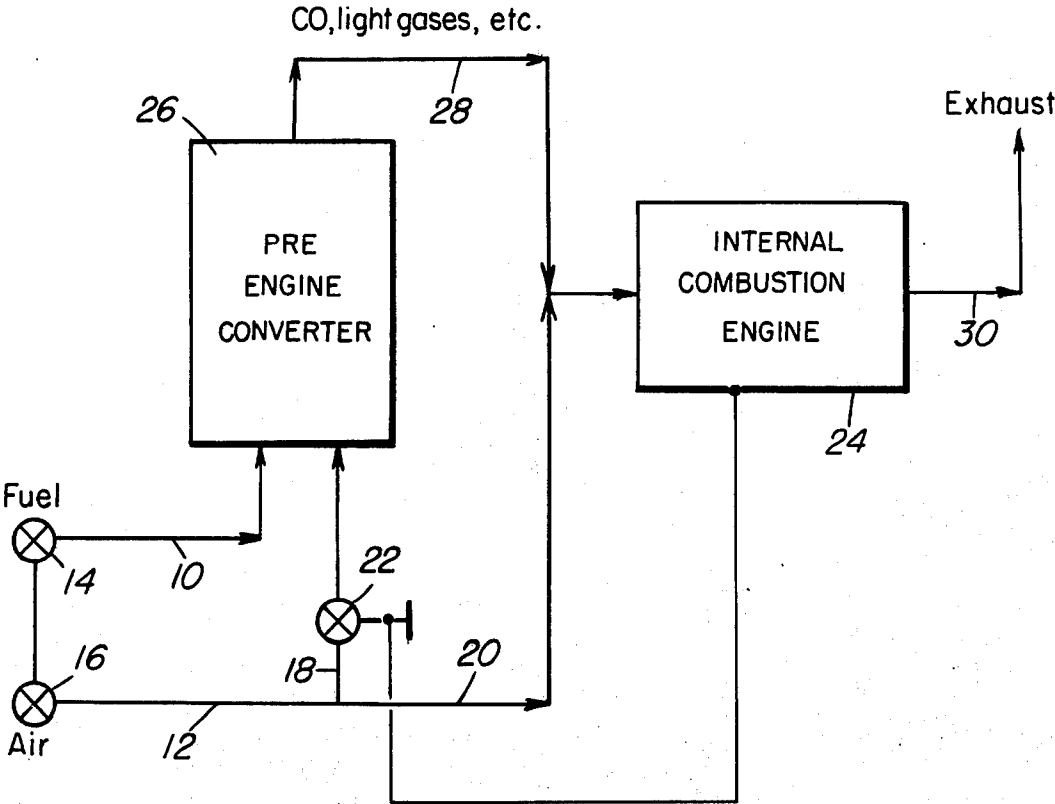 CO, light gases, etc.
28
26
Exhaust
PRE
ENGINE
CONVERTER
INTERNAL
COMBUSTION
ENGINE
30
24
Fuel
14
10
22
16
18
20
Air
12